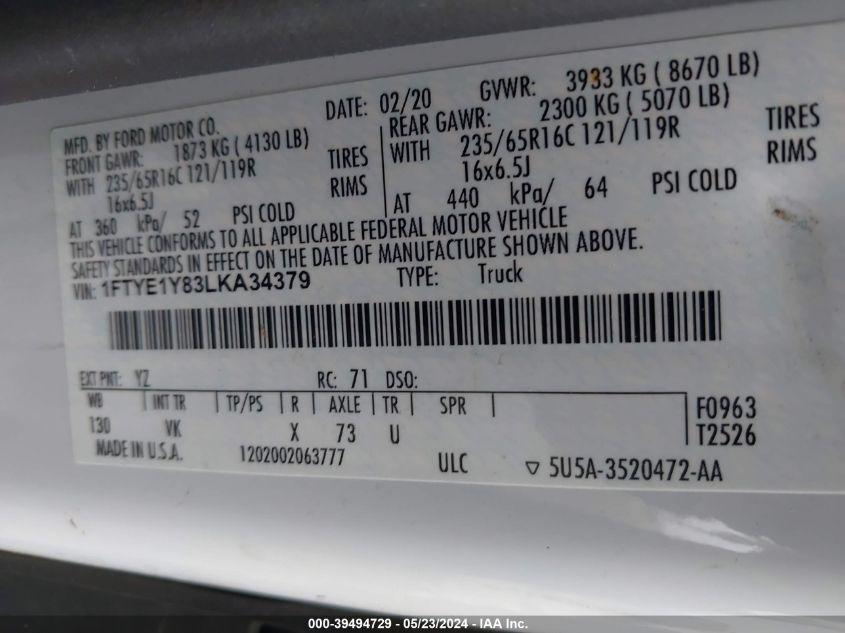 MFD. BY FORD MOTOR CO. DATE: 02/20 GVWR: 3933 KG ( 8670 LB)
FRONT GAWR: 1873 KG ( 4130 LB) REAR GAWR: 2300 KG ( 5070 LB)
WITH 235/65R16C 121/119R TIRES WITH 235/65R16C 121/119R TIRES
16x6.5J RIMS 16x6.5J RIMS
AT 360 kPa/ 52 PSI COLD AT 440 kPa/ 64 PSI COLD
THIS VEHICLE CONFORMS TO ALL APPLICABLE FEDERAL MOTOR VEHICLE
SAFETY STANDARDS IN EFFECT ON THE DATE OF MANUFACTURE SHOWN ABOVE.
VIN: 1FTYE1Y83LKA34379 TYPE: Truck
EXT PNT: YZ RC: 71 DSO:
WB INT TR TP/PS R AXLE TR SPR F0963
130 VK X 73 U T2526
MADE IN U.S.A. 1202002063777 ULC ▽ 5U5A-3520472-AA
000-39494729 - 05/23/2024 - IAA Inc.